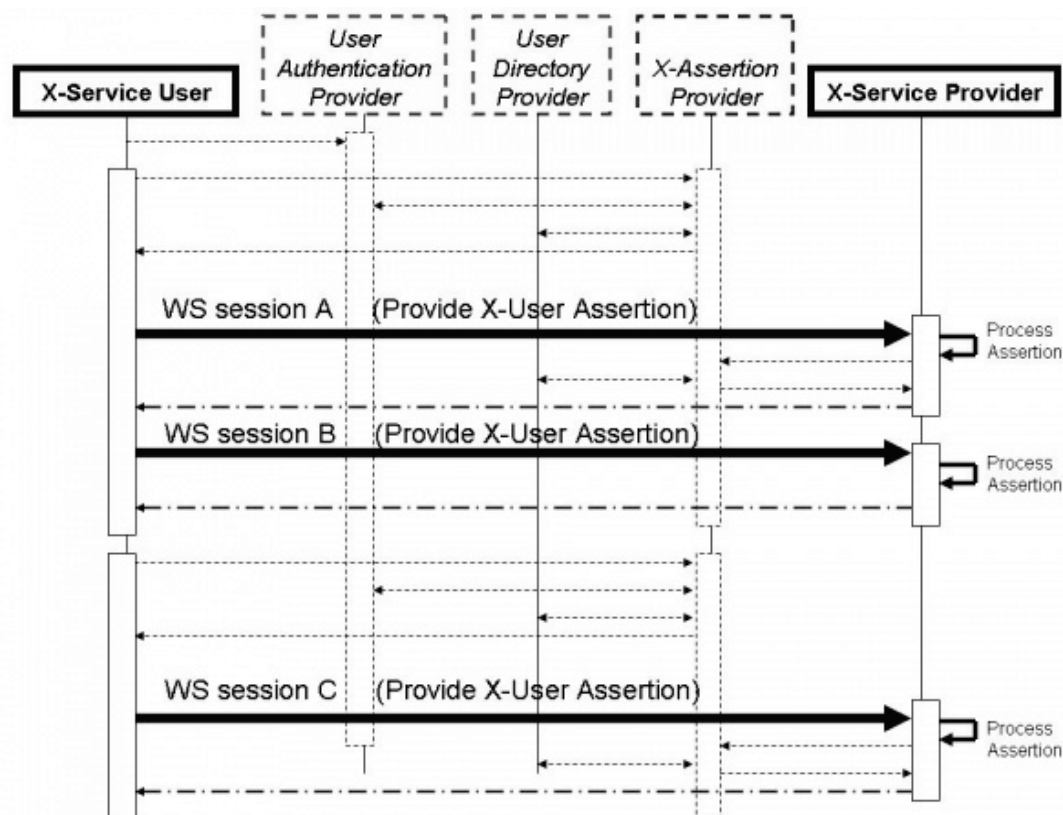 User
Authentication
Provider
User
Directory
Provider
X-Assertion
Provider
X-Service User
X-Service Provider
WS session A (Provide X-User Assertion)
Process
Assertion
WS session B (Provide X-User Assertion)
Process
Assertion
WS session C (Provide X-User Assertion)
Process
Assertion